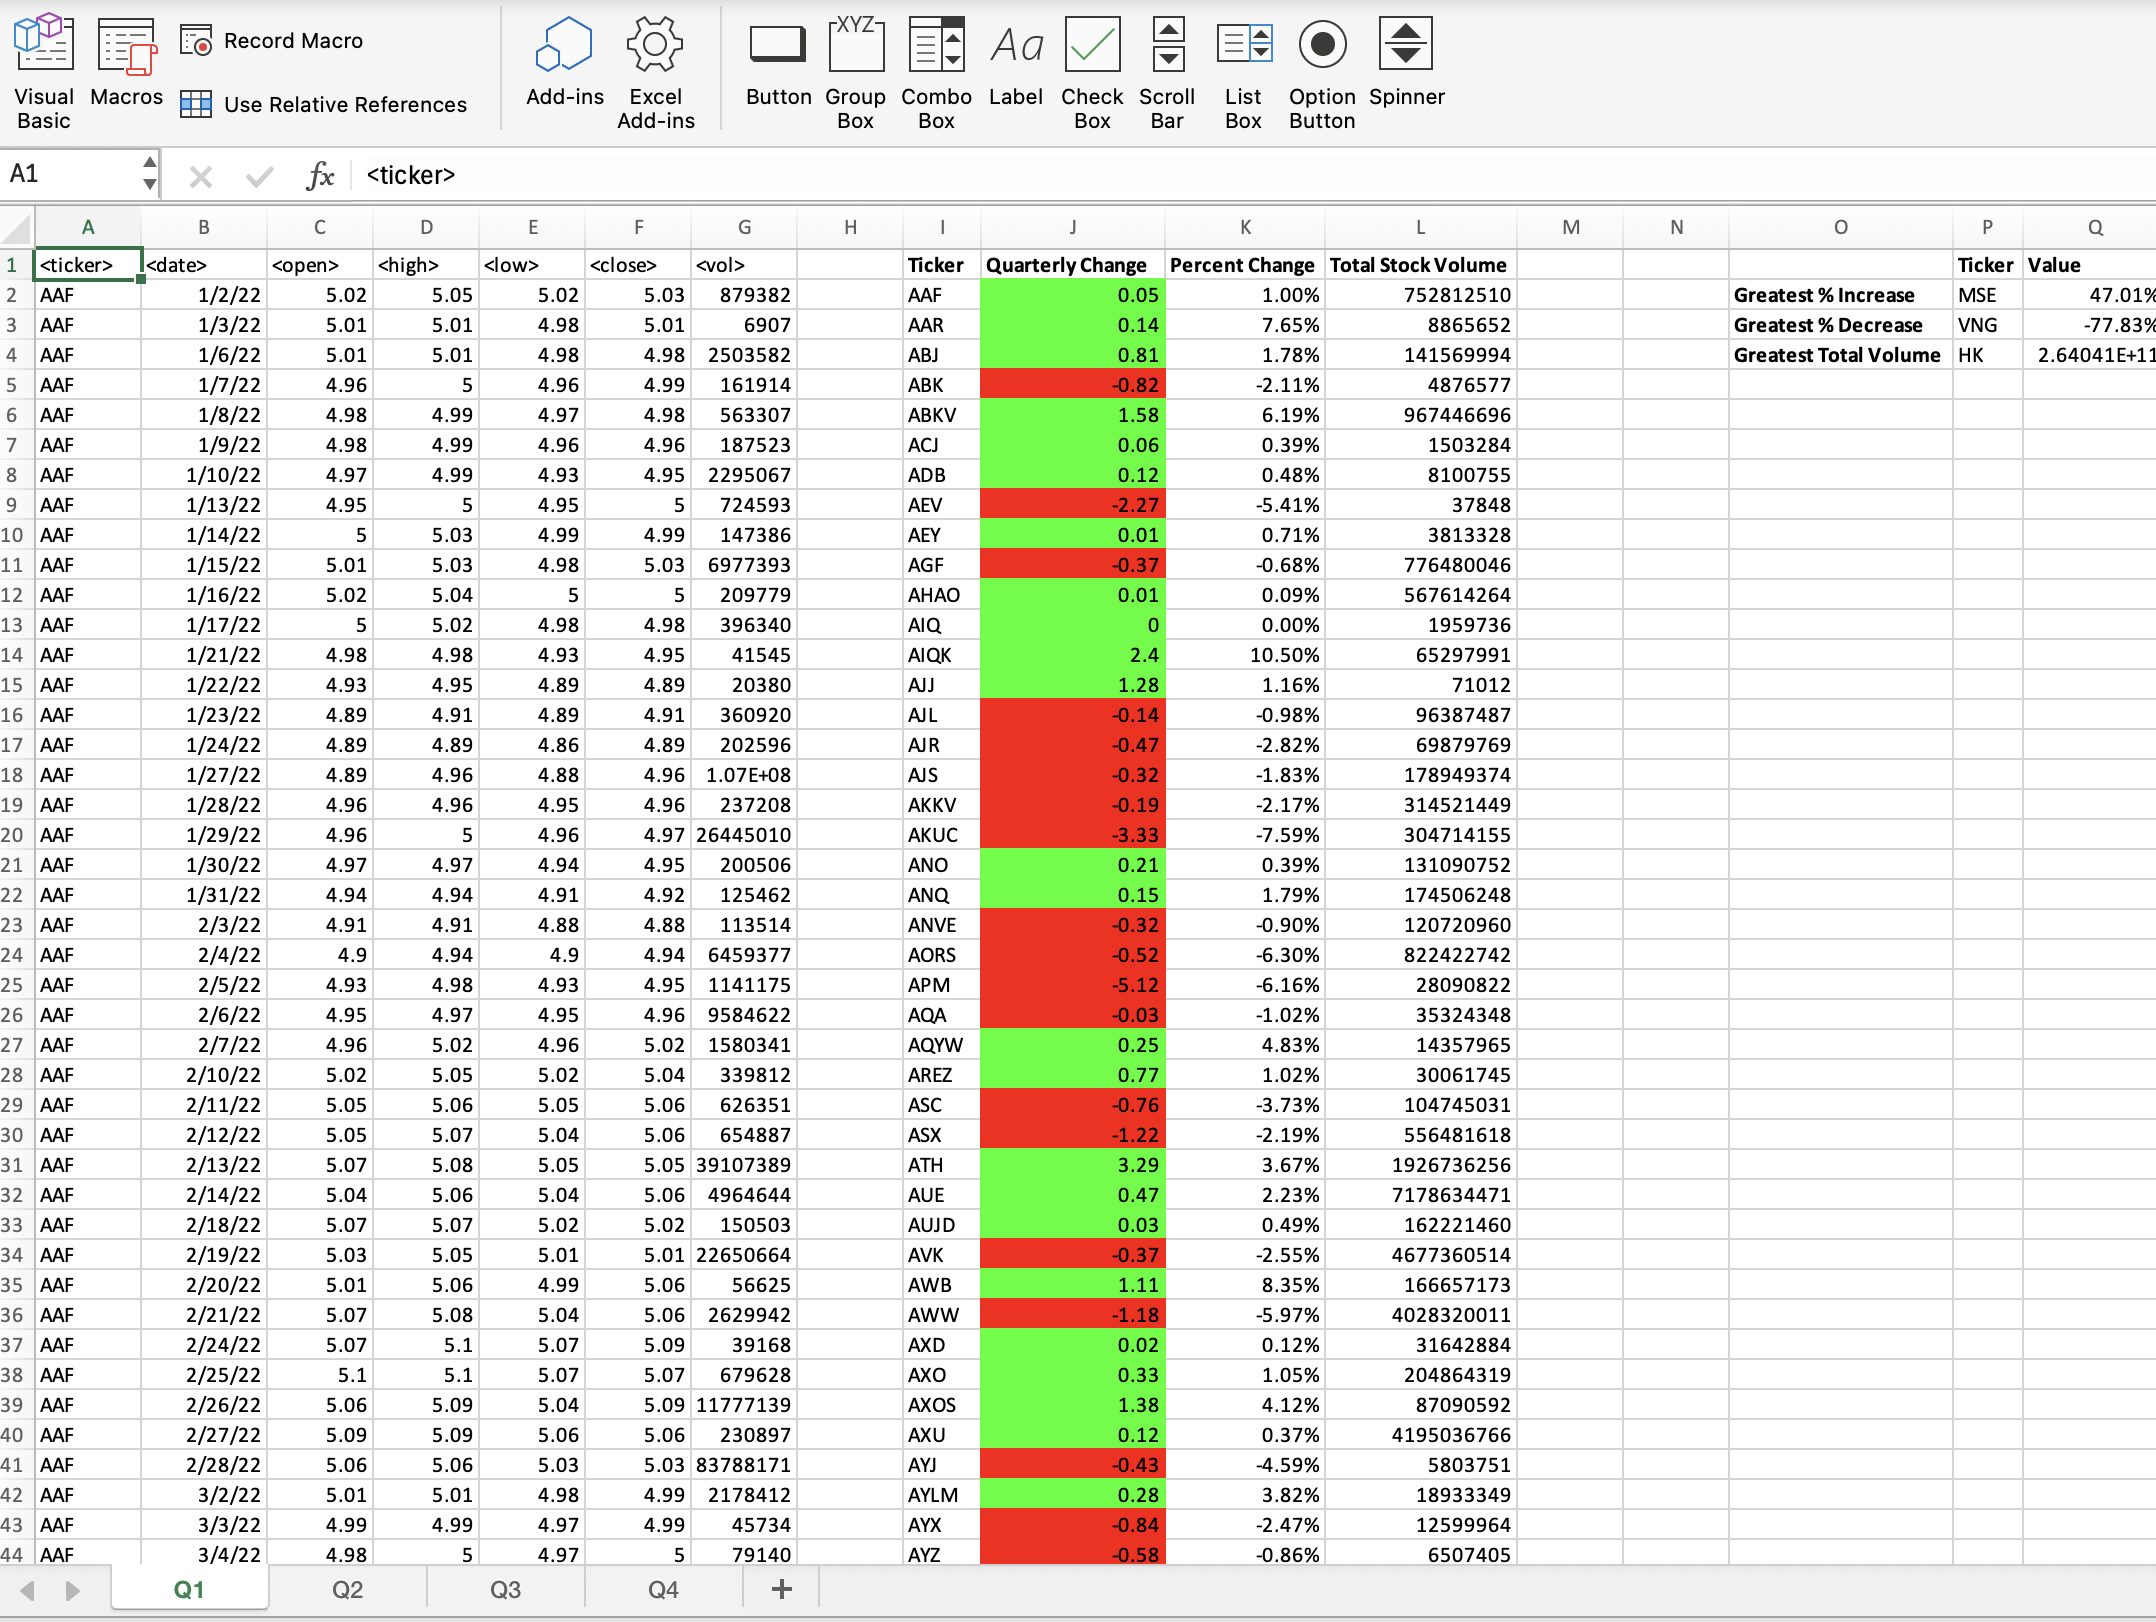 Visual Basic Macros Record Macro Use Relative References Add-ins Excel Add-ins Button Group Box Combo Box Label Check Box Scroll Bar List Box Option Button Spinner
XYZ Aa
A1 fx <ticker>
A B C D E F G H I J K L M N O P Q
1 <ticker> <date> <open> <high> <low> <close> <vol> Ticker Quarterly Change Percent Change Total Stock Volume Ticker Value
2 AAF 1/2/22 5.02 5.05 5.02 5.03 879382 AAF 0.05 1.00% 752812510 Greatest % Increase MSE 47.01%
3 AAF 1/3/22 5.01 5.01 4.98 5.01 6907 AAR 0.14 7.65% 8865652 Greatest % Decrease VNG -77.83%
4 AAF 1/6/22 5.01 5.01 4.98 4.98 2503582 ABJ 0.81 1.78% 141569994 Greatest Total Volume HK 2.64041E+11
5 AAF 1/7/22 4.96 5 4.96 4.99 161914 ABK -0.82 -2.11% 4876577
6 AAF 1/8/22 4.98 4.99 4.97 4.98 563307 ABKV 1.58 6.19% 967446696
7 AAF 1/9/22 4.98 4.99 4.96 4.96 187523 ACJ 0.06 0.39% 1503284
8 AAF 1/10/22 4.97 4.99 4.93 4.95 2295067 ADB 0.12 0.48% 8100755
9 AAF 1/13/22 4.95 5 4.95 5 724593 AEV -2.27 -5.41% 37848
10 AAF 1/14/22 5 5.03 4.99 4.99 147386 AEY 0.01 0.71% 3813328
11 AAF 1/15/22 5.01 5.03 4.98 5.03 6977393 AGF -0.37 -0.68% 776480046
12 AAF 1/16/22 5.02 5.04 5 5 209779 AHAO 0.01 0.09% 567614264
13 AAF 1/17/22 5 5.02 4.98 4.98 396340 AIQ 0 0.00% 1959736
14 AAF 1/21/22 4.98 4.98 4.93 4.95 41545 AIQK 2.4 10.50% 65297991
15 AAF 1/22/22 4.93 4.95 4.89 4.89 20380 AJJ 1.28 1.16% 71012
16 AAF 1/23/22 4.89 4.91 4.89 4.91 360920 AJL -0.14 -0.98% 96387487
17 AAF 1/24/22 4.89 4.89 4.86 4.89 202596 AJR -0.47 -2.82% 69879769
18 AAF 1/27/22 4.89 4.96 4.88 4.96 1.07E+08 AJS -0.32 -1.83% 178949374
19 AAF 1/28/22 4.96 4.96 4.95 4.96 237208 AKKV -0.19 -2.17% 314521449
20 AAF 1/29/22 4.96 5 4.96 4.97 26445010 AKUC -3.33 -7.59% 304714155
21 AAF 1/30/22 4.97 4.97 4.94 4.95 200506 ANO 0.21 0.39% 131090752
22 AAF 1/31/22 4.94 4.94 4.91 4.92 125462 ANQ 0.15 1.79% 174506248
23 AAF 2/3/22 4.91 4.91 4.88 4.88 113514 ANVE -0.32 -0.90% 120720960
24 AAF 2/4/22 4.9 4.94 4.9 4.94 6459377 AORS -0.52 -6.30% 822422742
25 AAF 2/5/22 4.93 4.98 4.93 4.95 1141175 APM -5.12 -6.16% 28090822
26 AAF 2/6/22 4.95 4.97 4.95 4.96 9584622 AQA -0.03 -1.02% 35324348
27 AAF 2/7/22 4.96 5.02 4.96 5.02 1580341 AQYW 0.25 4.83% 14357965
28 AAF 2/10/22 5.02 5.05 5.02 5.04 339812 AREZ 0.77 1.02% 30061745
29 AAF 2/11/22 5.05 5.06 5.05 5.06 626351 ASC -0.76 -3.73% 104745031
30 AAF 2/12/22 5.05 5.07 5.04 5.06 654887 ASX -1.22 -2.19% 556481618
31 AAF 2/13/22 5.07 5.08 5.05 5.05 39107389 ATH 3.29 3.67% 1926736256
32 AAF 2/14/22 5.04 5.06 5.04 5.06 4964644 AUE 0.47 2.23% 7178634471
33 AAF 2/18/22 5.07 5.07 5.02 5.02 150503 AUJD 0.03 0.49% 162221460
34 AAF 2/19/22 5.03 5.05 5.01 5.01 22650664 AVK -0.37 -2.55% 4677360514
35 AAF 2/20/22 5.01 5.06 4.99 5.06 56625 AWB 1.11 8.35% 166657173
36 AAF 2/21/22 5.07 5.08 5.04 5.06 2629942 AWW -1.18 -5.97% 4028320011
37 AAF 2/24/22 5.07 5.1 5.07 5.09 39168 AXD 0.02 0.12% 31642884
38 AAF 2/25/22 5.1 5.1 5.07 5.07 679628 AXO 0.33 1.05% 204864319
39 AAF 2/26/22 5.06 5.09 5.04 5.09 11777139 AXOS 1.38 4.12% 87090592
40 AAF 2/27/22 5.09 5.09 5.06 5.06 230897 AXU 0.12 0.37% 4195036766
41 AAF 2/28/22 5.06 5.06 5.03 5.03 83788171 AYJ -0.43 -4.59% 5803751
42 AAF 3/2/22 5.01 5.01 4.98 4.99 2178412 AYLM 0.28 3.82% 18933349
43 AAF 3/3/22 4.99 4.99 4.97 4.99 45734 AYX -0.84 -2.47% 12599964
44 AAF 3/4/22 4.98 5 4.97 5 79140 AYZ -0.58 -0.86% 6507405
Q1 Q2 Q3 Q4 +